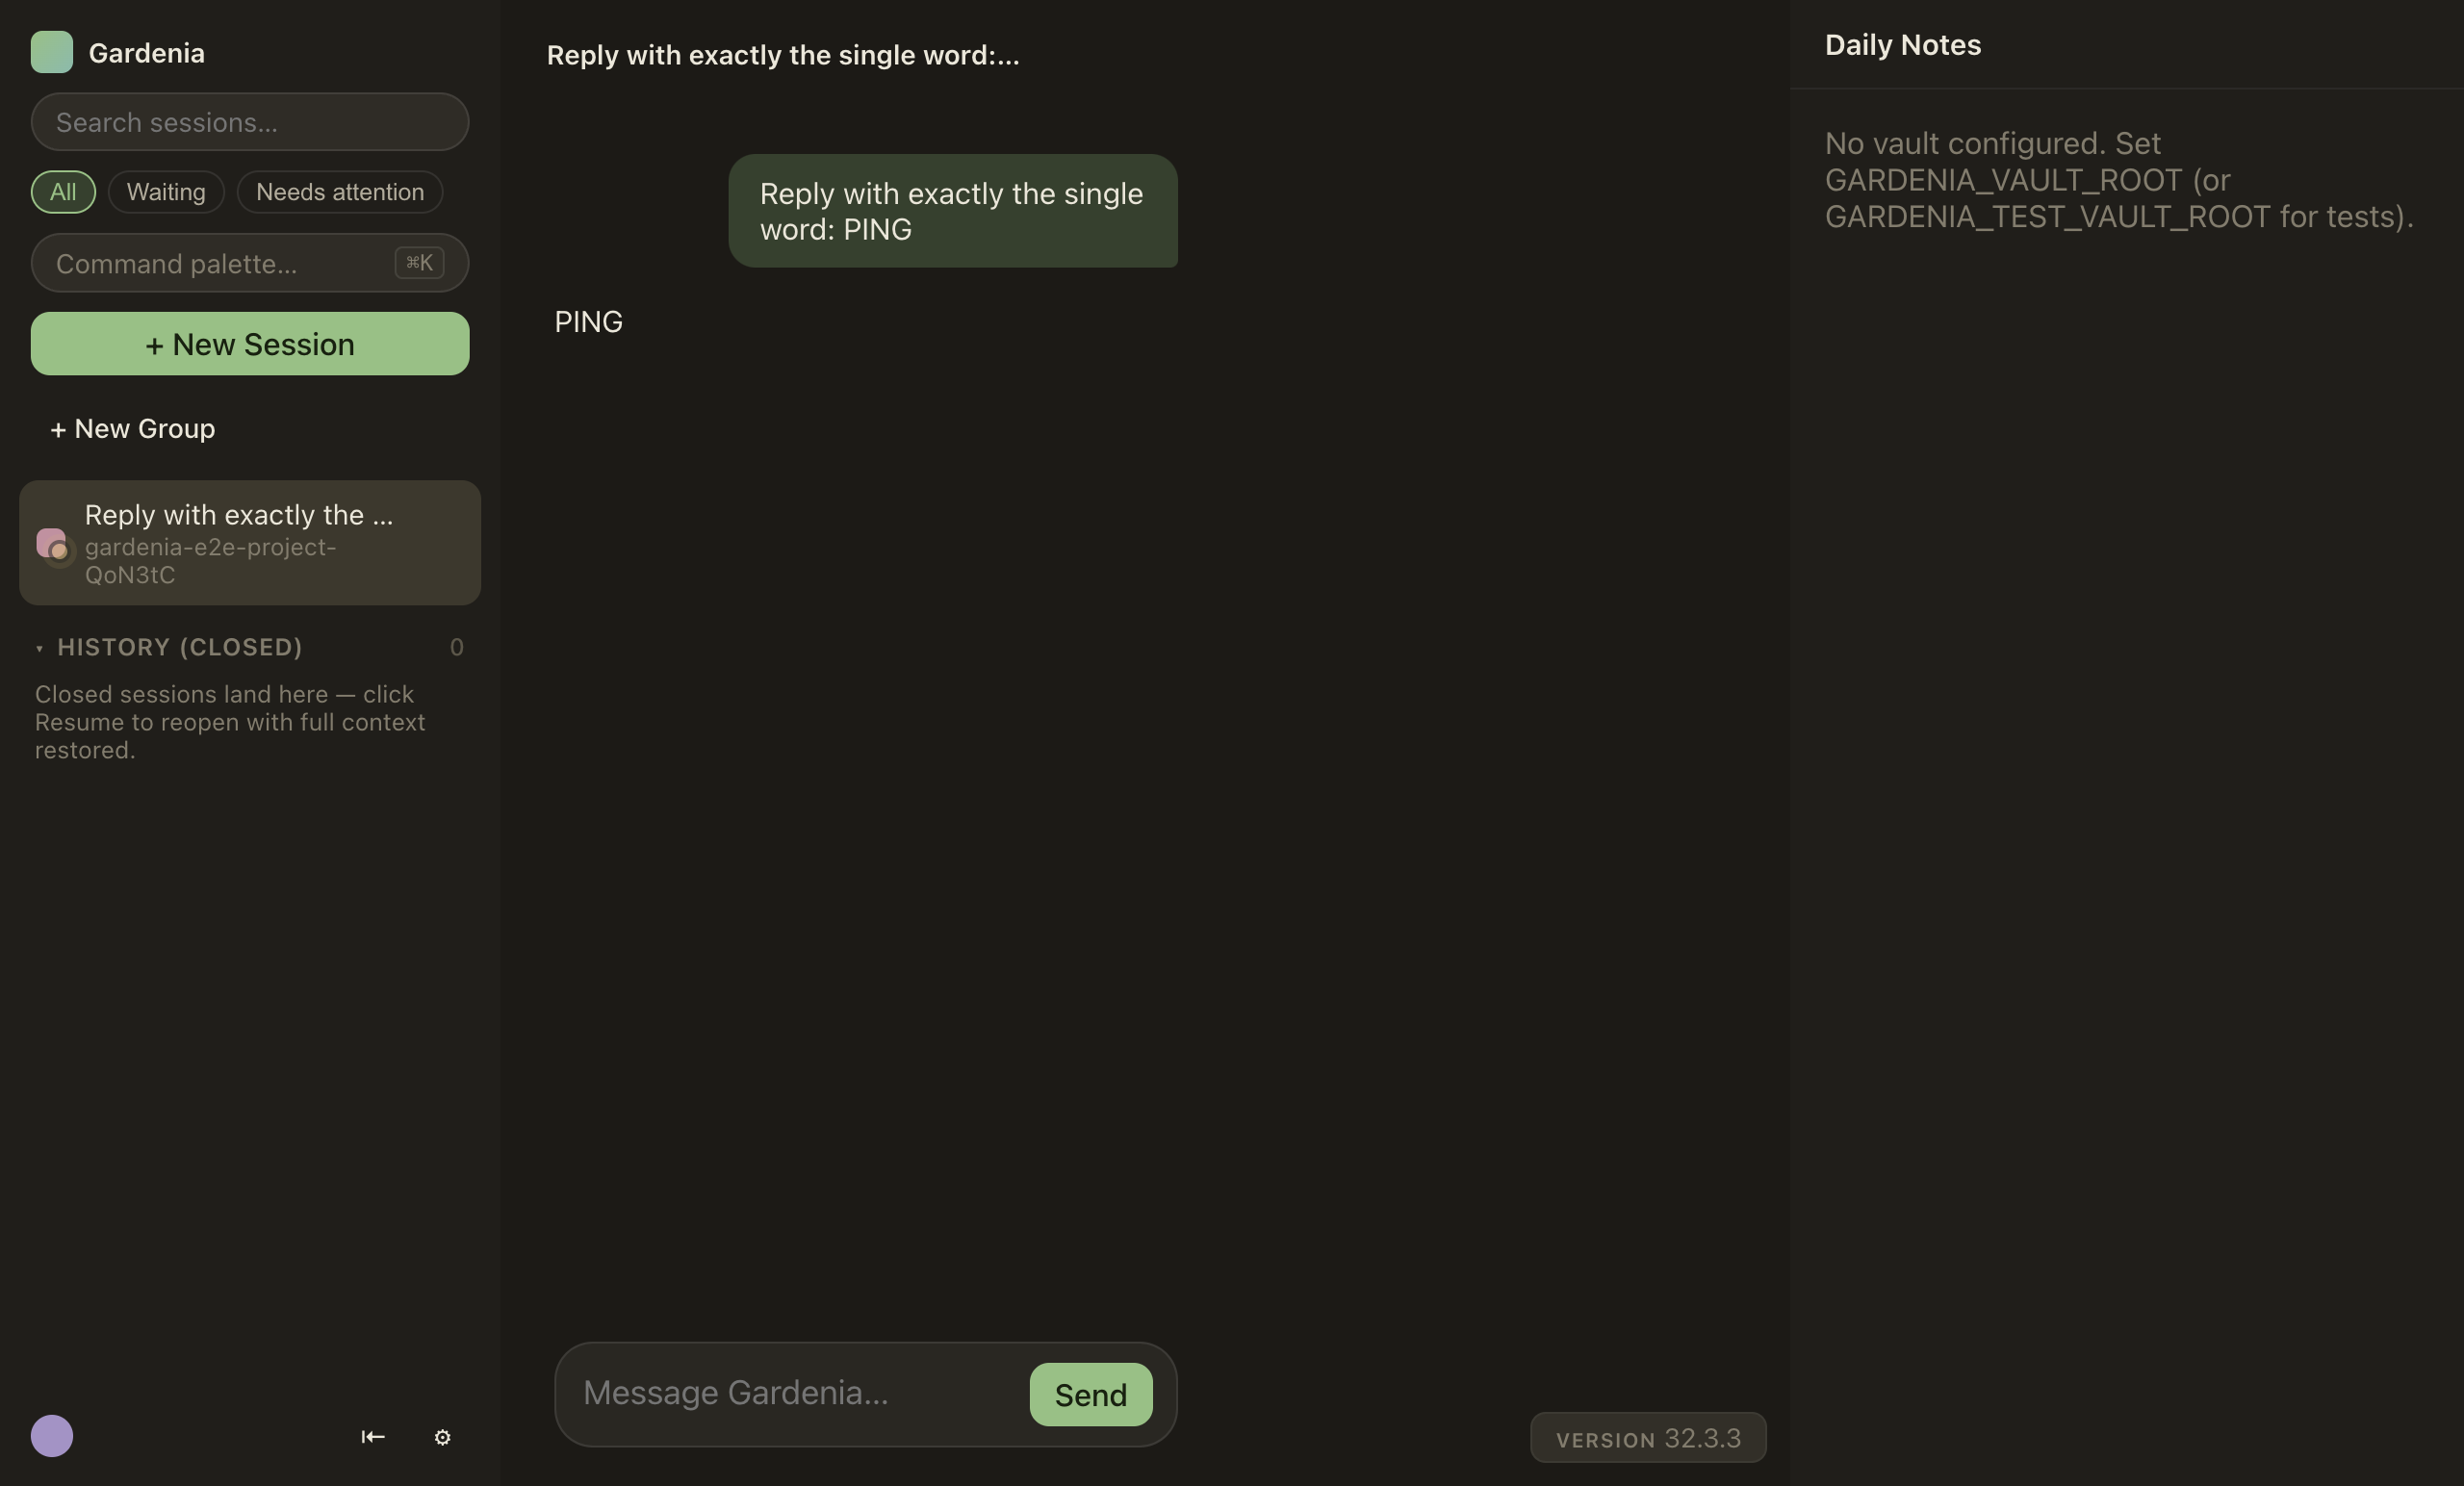 Gardenia
Search sessions...
All
Waiting
Needs attention
Command palette...
⌘K
+ New Session
+ New Group
Reply with exactly the ...
gardenia-e2e-project-
QoN3tC
HISTORY (CLOSED)
0
Closed sessions land here — click
Resume to reopen with full context
restored.
Reply with exactly the single word:...
Reply with exactly the single
word: PING
PING
Message Gardenia...
Send
VERSION 32.3.3
Daily Notes
No vault configured. Set
GARDENIA_VAULT_ROOT (or
GARDENIA_TEST_VAULT_ROOT for tests).